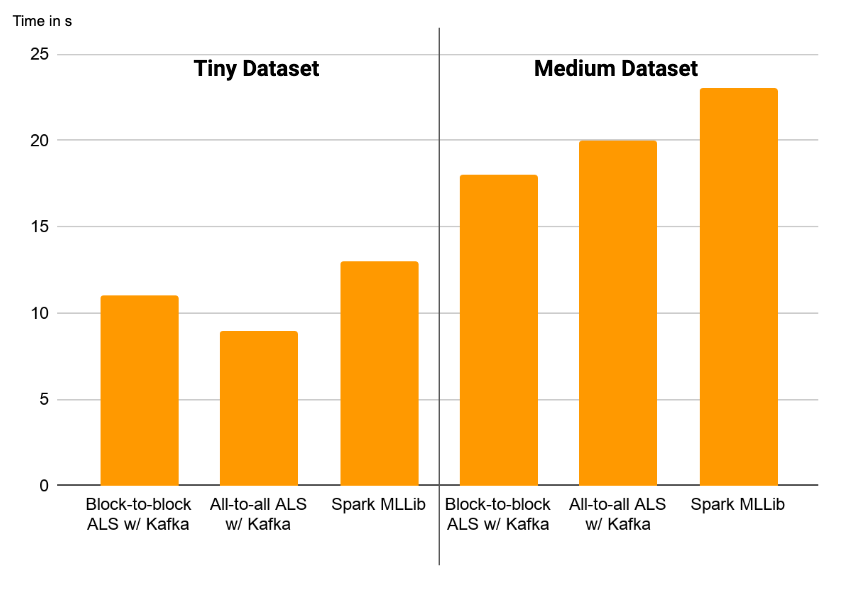 Time in s
25
Tiny Dataset
Medium Dataset
20
15
10
5
0
Block-to-block
ALS w/ Kafka
All-to-all ALS
w/ Kafka
Spark MLLib
Block-to-block
ALS w/ Kafka
All-to-all ALS
w/ Kafka
Spark MLLib